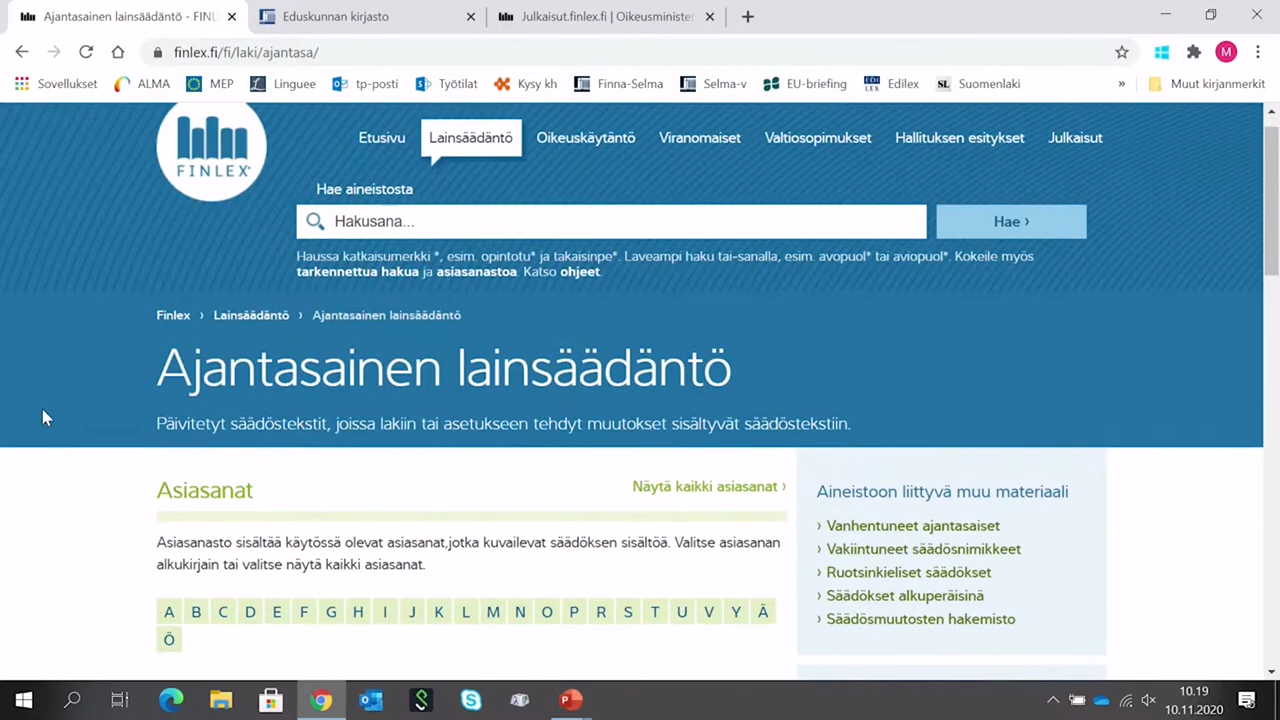 Ajantasainen lainsäädäntö - FINL
Eduskunnan kirjasto
Julkaisut.finlex.fi | Oikeusminister
finlex.fi/fi/laki/ajantasa/
M
Sovellukset
ALMA
MEP
Linguee
tp-posti
Työtilat
Kysy kh
Finna-Selma
Selma-v
EU-briefing
EDI
LEX
Edilex
SL
Suomenlaki
»
Muut kirjanmerkit
FINLEX
Etusivu
Lainsäädäntö
Oikeuskäytäntö
Viranomaiset
Valtiosopimukset
Hallituksen esitykset
Julkaisut
Hae aineistosta
Hakusana...
Hae ›
Haussa katkaisumerkki *, esim. opintotu* ja takaisinpe*. Laveampi haku tai-sanalla, esim. avopuol* tai aviopuol*. Kokeile myös
tarkennettua hakua ja asiasanastoa. Katso ohjeet.
Finlex › Lainsäädäntö › Ajantasainen lainsäädäntö
Ajantasainen lainsäädäntö
Päivitetyt säädöstekstit, joissa lakiin tai asetukseen tehdyt muutokset sisältyvät säädöstekstiin.
Asiasanat
Näytä kaikki asiasanat ›
Asiasanasto sisältää käytössä olevat asiasanat,jotka kuvailevat säädöksen sisältöä. Valitse asiasanan
alkukirjain tai valitse näytä kaikki asiasanat.
A B C D E F G H I J K L M N O P R S T U V Y Ä
Ö
Aineistoon liittyvä muu materiaali
› Vanhentuneet ajantasaiset
› Vakiintuneet säädösnimikkeet
› Ruotsinkieliset säädökset
› Säädökset alkuperäisinä
› Säädösmuutosten hakemisto
10.19
10.11.2020